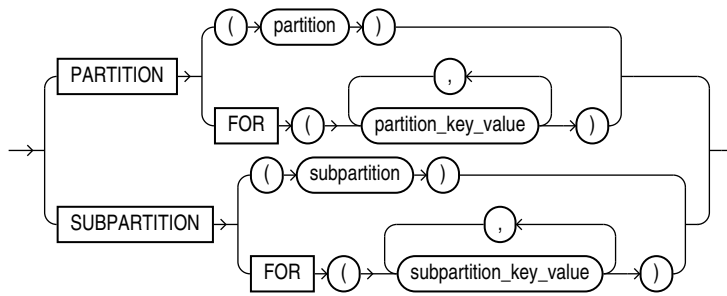 ( partition )
PARTITION
,
FOR ( partition_key_value )
( subpartition )
SUBPARTITION
,
FOR ( subpartition_key_value )